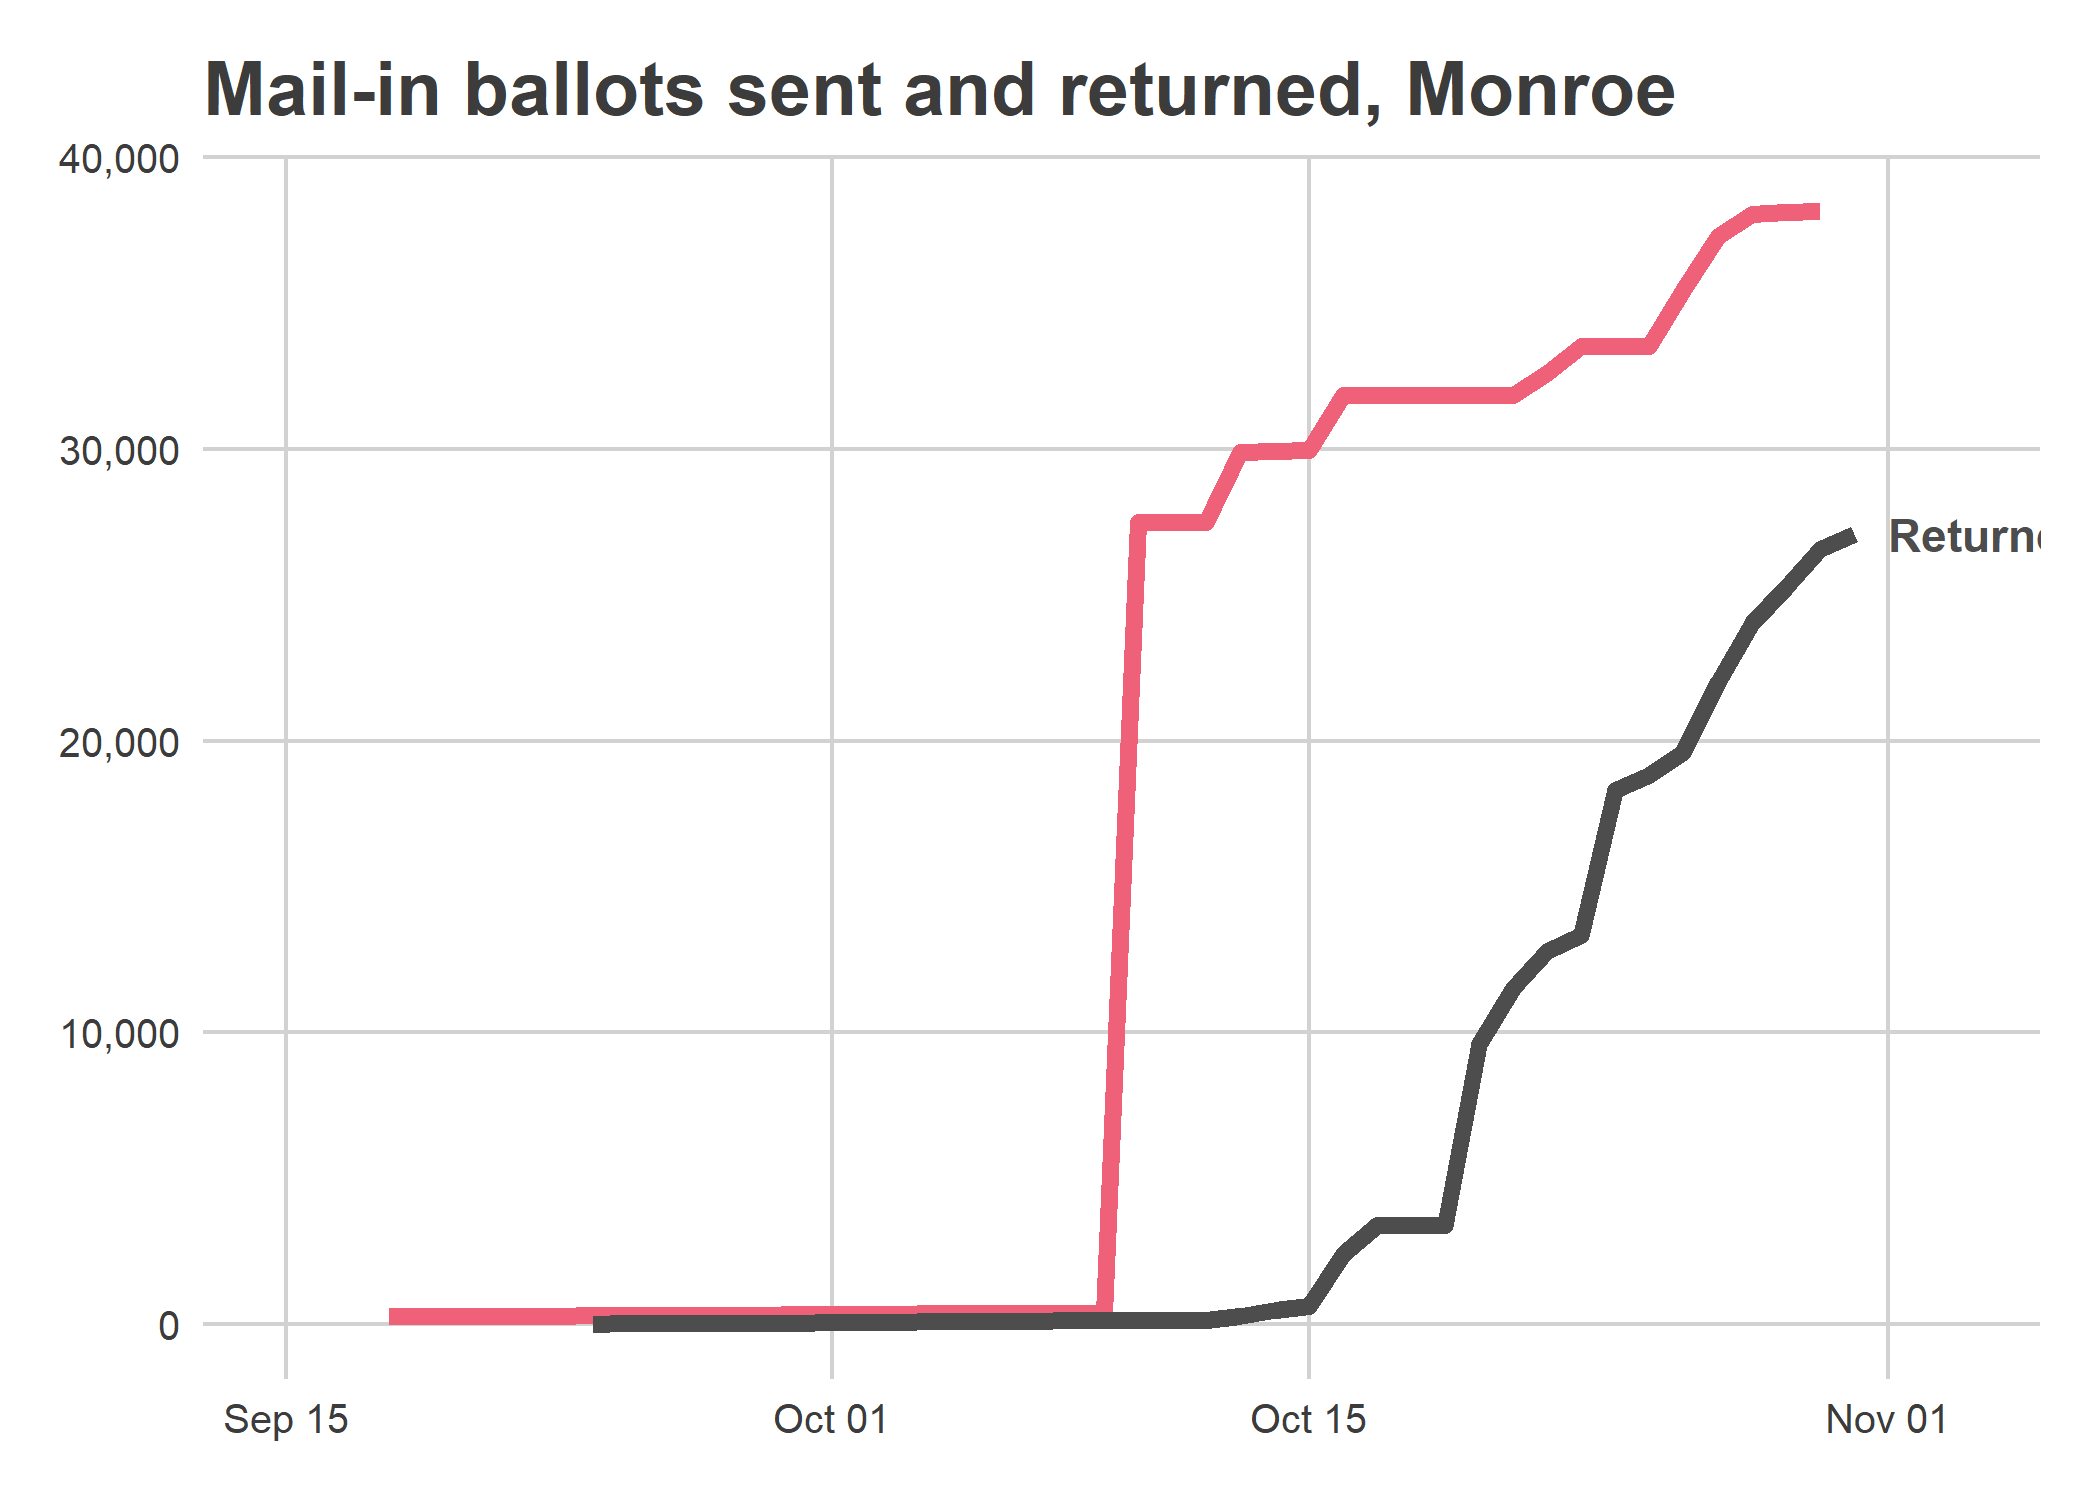 Mail-in ballots sent and returned, Monroe
40,000
30,000
Return
20,000
10,000
0
Sep 15 Oct 01 Oct 15 Nov 01